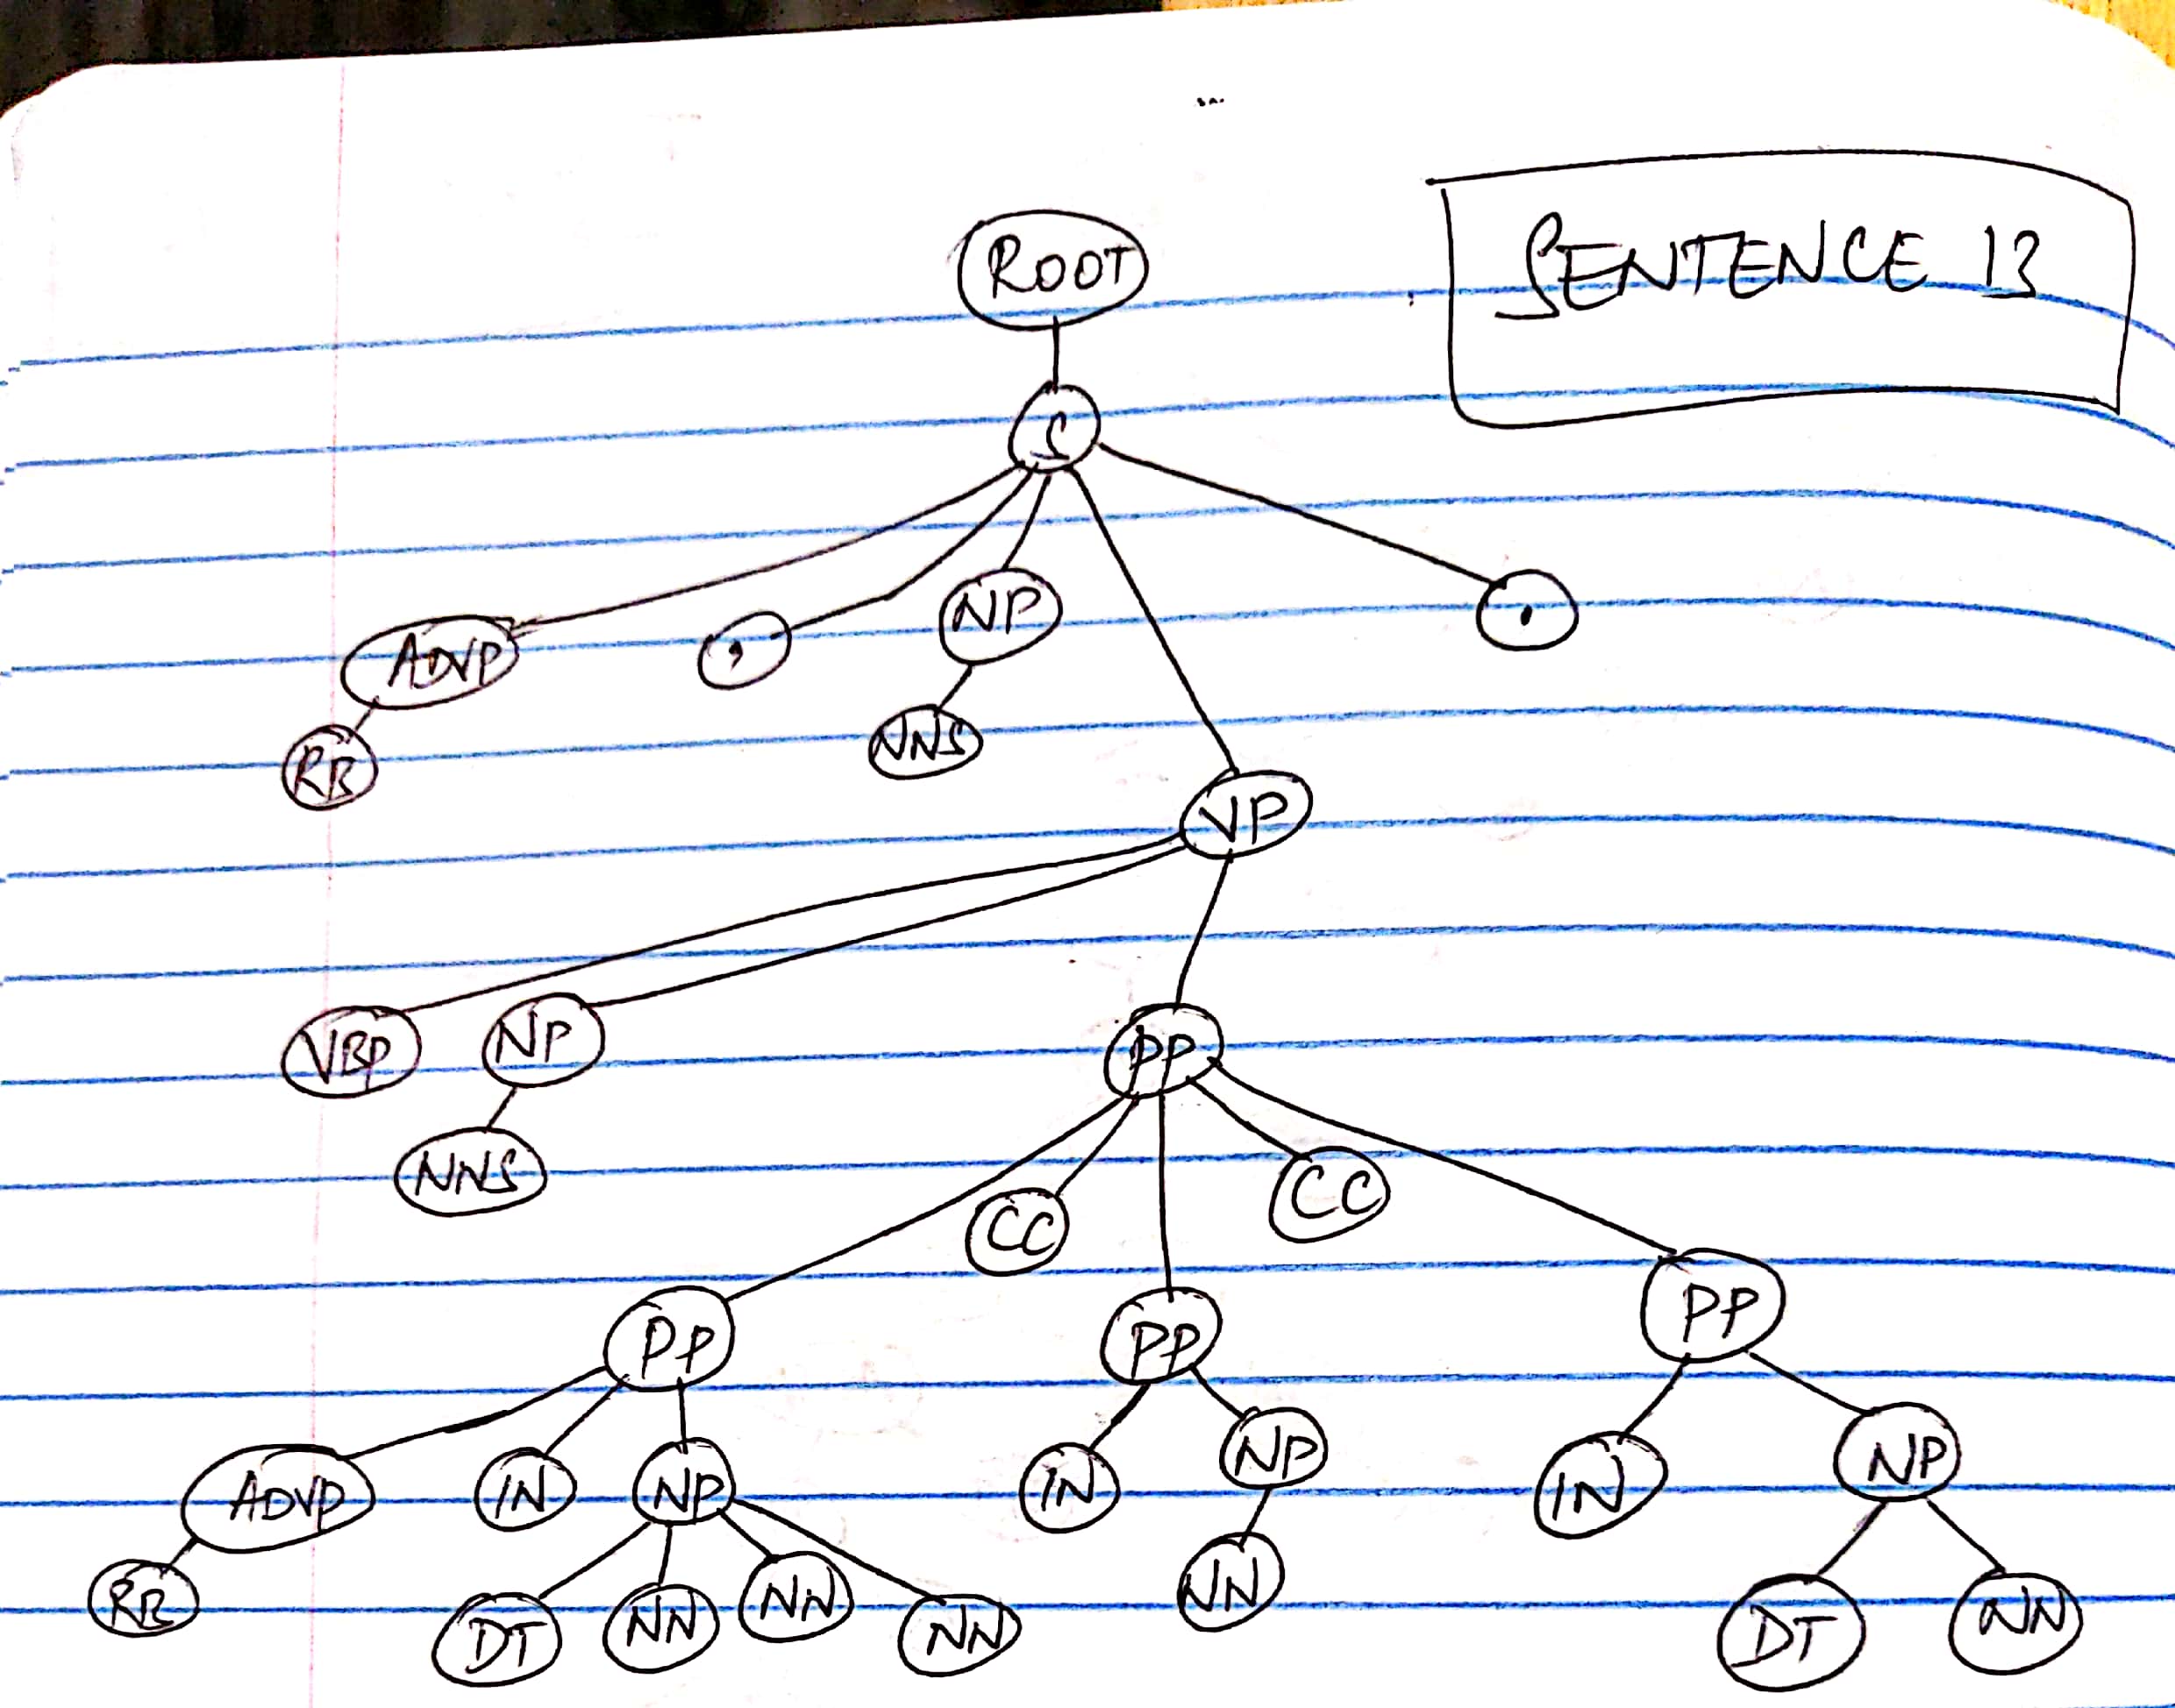 SENTENCE 13
ROOT
S
ADVP , NP .
RB NNS
VP
VBP NP PP
NNS CC CC
PP PP PP
ADVP IN NP IN NP IN NP
RB DT NN NN NN NN DT NN